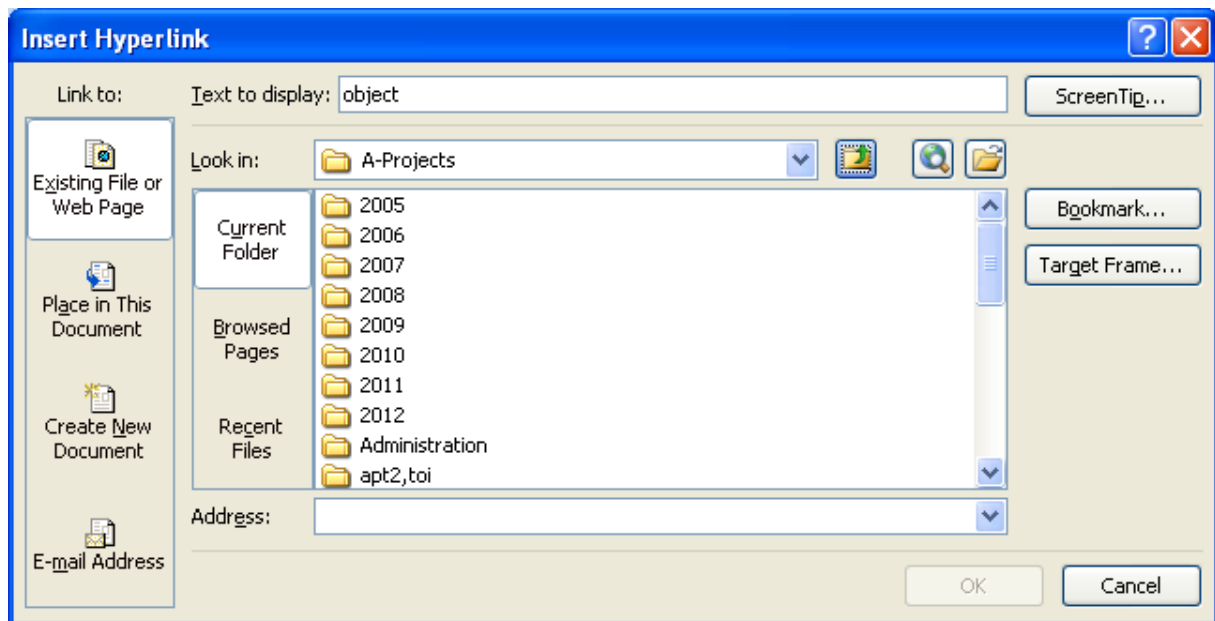 Insert Hyperlink
Link to:
Text to display: object
ScreenTip...
Existing File or
Web Page
Place in This
Document
Create New
Document
E-mail Address
Look in:
A-Projects
Current
Folder
Browsed
Pages
Recent
Files
2005
2006
2007
2008
2009
2010
2011
2012
Administration
apt2,toi
Bookmark...
Target Frame...
Address:
OK
Cancel